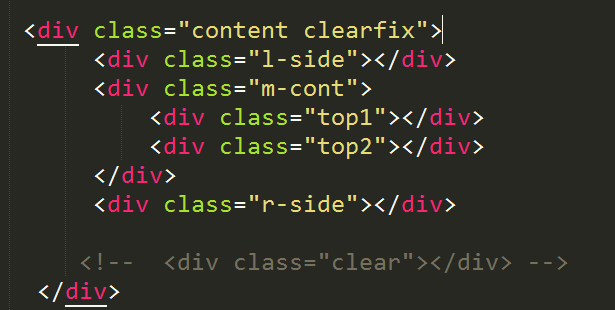 <div class="content clearfix">
    <div class="l-side"></div>
    <div class="m-cont">
        <div class="top1"></div>
        <div class="top2"></div>
    </div>
    <div class="r-side"></div>
   <!--  <div class="clear"></div> -->
</div>